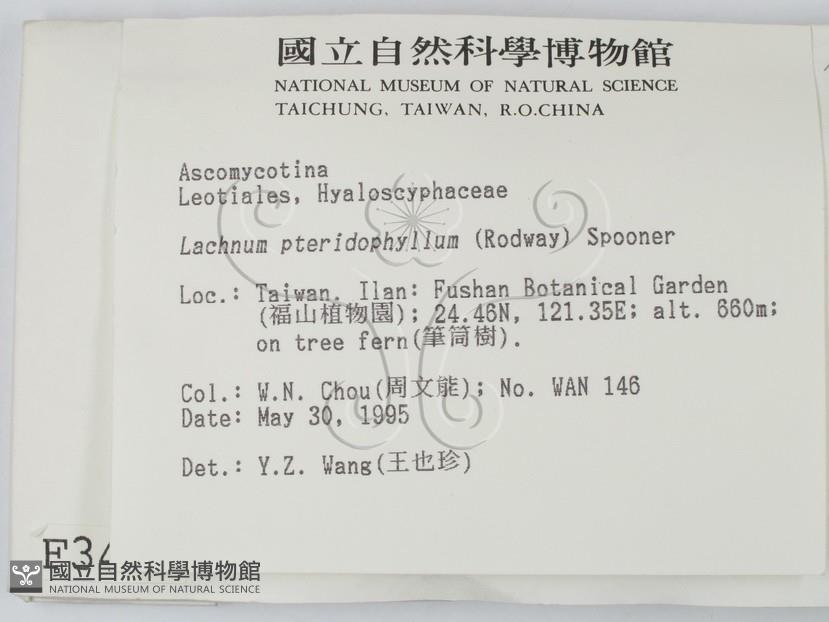 國立自然科學博物館
NATIONAL MUSEUM OF NATURAL SCIENCE
TAICHUNG, TAIWAN, R.O.CHINA
Ascomycotina
Leotiales, Hyaloscyphaceae
Lachnum pteridophyllum (Rodway) Spooner
Loc.: Taiwan. Ilan: Fushan Botanical Garden
(福山植物園); 24.46N, 121.35E; alt. 660m;
on tree fern(筆筒樹).
Col.: W.N. Chou(周文能); No. WAN 146
Date: May 30, 1995
Det.: Y.Z. Wang(王也珍)
F34
國立自然科學博物館
NATIONAL MUSEUM OF NATURAL SCIENCE